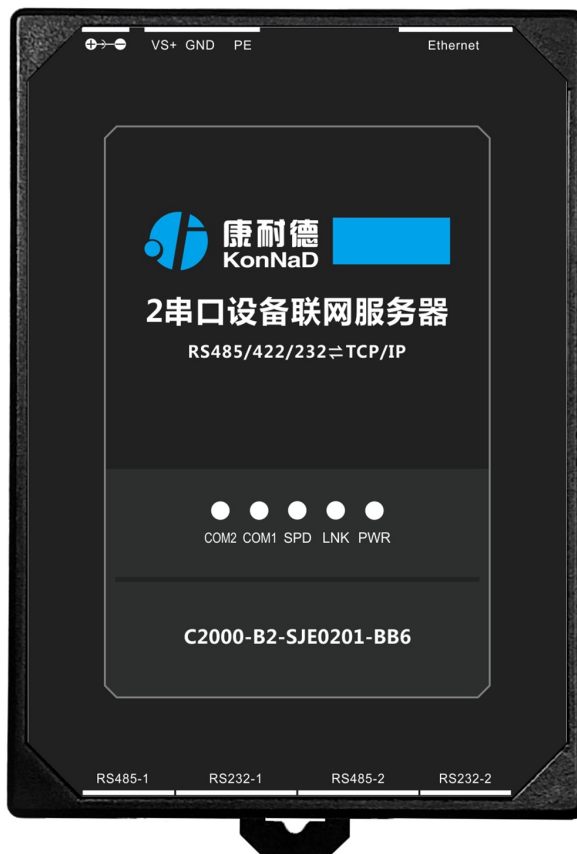 VS+ GND PE Ethernet
康耐德
KonNaD
2串口设备联网服务器
RS485/422/232⇌TCP/IP
COM2 COM1 SPD LNK PWR
C2000-B2-SJE0201-BB6
RS485-1 RS232-1 RS485-2 RS232-2